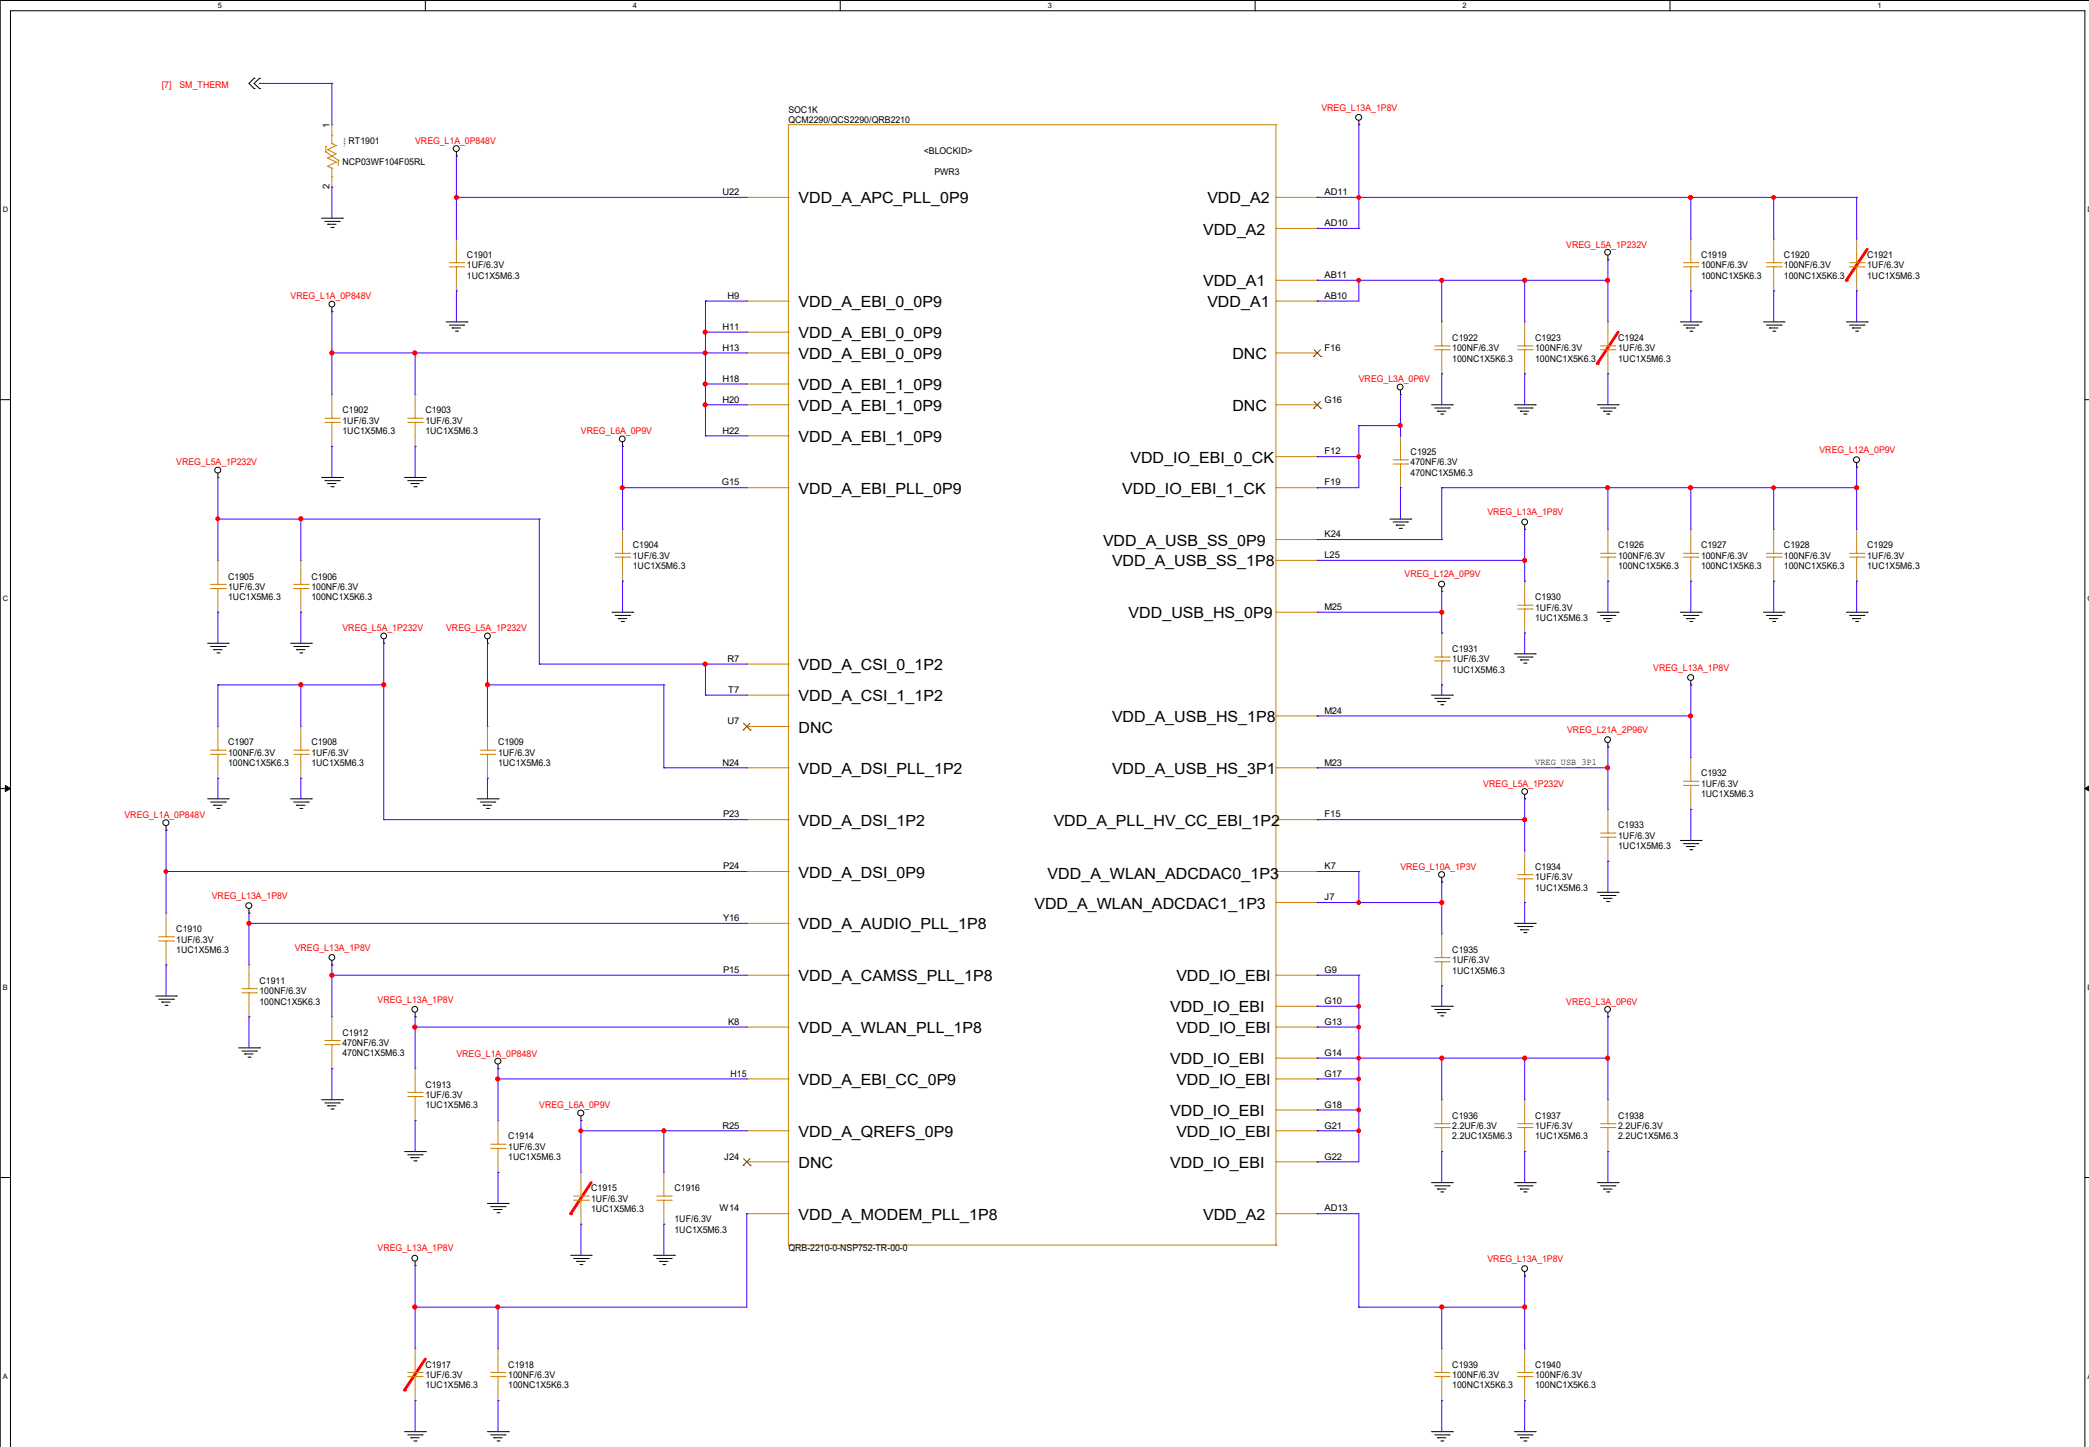 5 4 3 2 1
[7] SM_THERM
1
RT1901
NCP03WF104F05RL
2
VREG_L1A_0P848V
C1901
1UF/6.3V
1UC1X5M6.3
VREG_L1A_0P848V
C1902
1UF/6.3V
1UC1X5M6.3
C1903
1UF/6.3V
1UC1X5M6.3
VREG_L6A_0P9V
C1904
1UF/6.3V
1UC1X5M6.3
VREG_L5A_1P232V
C1905
1UF/6.3V
1UC1X5M6.3
C1906
100NF/6.3V
100NC1X5K6.3
VREG_L5A_1P232V
VREG_L5A_1P232V
C1907
100NF/6.3V
100NC1X5K6.3
C1908
1UF/6.3V
1UC1X5M6.3
C1909
1UF/6.3V
1UC1X5M6.3
VREG_L1A_0P848V
C1910
1UF/6.3V
1UC1X5M6.3
VREG_L13A_1P8V
C1911
100NF/6.3V
100NC1X5K6.3
VREG_L13A_1P8V
C1912
470NF/6.3V
470NC1X5M6.3
VREG_L13A_1P8V
C1913
1UF/6.3V
1UC1X5M6.3
VREG_L1A_0P848V
C1914
1UF/6.3V
1UC1X5M6.3
VREG_L6A_0P9V
C1915
1UF/6.3V
1UC1X5M6.3
C1916
1UF/6.3V
1UC1X5M6.3
VREG_L13A_1P8V
C1917
1UF/6.3V
1UC1X5M6.3
C1918
100NF/6.3V
100NC1X5K6.3
SOC1K
QCM2290/QCS2290/QRB2210
<BLOCKID>
PWR3
U22 VDD_A_APC_PLL_0P9
H9 VDD_A_EBI_0_0P9
H11 VDD_A_EBI_0_0P9
H13 VDD_A_EBI_0_0P9
H18 VDD_A_EBI_1_0P9
H20 VDD_A_EBI_1_0P9
H22 VDD_A_EBI_1_0P9
G15 VDD_A_EBI_PLL_0P9
R7 VDD_A_CSI_0_1P2
T7 VDD_A_CSI_1_1P2
U7 DNC
N24 VDD_A_DSI_PLL_1P2
P23 VDD_A_DSI_1P2
P24 VDD_A_DSI_0P9
Y16 VDD_A_AUDIO_PLL_1P8
P15 VDD_A_CAMSS_PLL_1P8
K8 VDD_A_WLAN_PLL_1P8
H15 VDD_A_EBI_CC_0P9
R25 VDD_A_QREFS_0P9
J24 DNC
W14 VDD_A_MODEM_PLL_1P8
VDD_A2 AD11
VDD_A2 AD10
VDD_A1 AB11
VDD_A1 AB10
DNC F16
DNC G16
VDD_IO_EBI_0_CK F12
VDD_IO_EBI_1_CK F19
VDD_A_USB_SS_0P9 K24
VDD_A_USB_SS_1P8 L25
VDD_USB_HS_0P9 M25
VDD_A_USB_HS_1P8 M24
VDD_A_USB_HS_3P1 M23
VDD_A_PLL_HV_CC_EBI_1P2 F15
VDD_A_WLAN_ADCDAC0_1P3 K7
VDD_A_WLAN_ADCDAC1_1P3 J7
VDD_IO_EBI G9
VDD_IO_EBI G10
VDD_IO_EBI G13
VDD_IO_EBI G14
VDD_IO_EBI G17
VDD_IO_EBI G18
VDD_IO_EBI G21
VDD_IO_EBI G22
VDD_A2 AD13
QRB-2210-0-NSP752-TR-00-0
VREG_L13A_1P8V
C1919
100NF/6.3V
100NC1X5K6.3
C1920
100NF/6.3V
100NC1X5K6.3
C1921
1UF/6.3V
1UC1X5M6.3
VREG_L5A_1P232V
C1922
100NF/6.3V
100NC1X5K6.3
C1923
100NF/6.3V
100NC1X5K6.3
C1924
1UF/6.3V
1UC1X5M6.3
VREG_L3A_0P6V
C1925
470NF/6.3V
470NC1X5M6.3
VREG_L12A_0P9V
C1926
100NF/6.3V
100NC1X5K6.3
C1927
100NF/6.3V
100NC1X5K6.3
C1928
100NF/6.3V
100NC1X5K6.3
C1929
1UF/6.3V
1UC1X5M6.3
VREG_L13A_1P8V
C1930
1UF/6.3V
1UC1X5M6.3
VREG_L12A_0P9V
C1931
1UF/6.3V
1UC1X5M6.3
VREG_L13A_1P8V
C1932
1UF/6.3V
1UC1X5M6.3
VREG_L21A_2P96V
VREG_USB_3P1
C1933
1UF/6.3V
1UC1X5M6.3
VREG_L5A_1P232V
C1934
1UF/6.3V
1UC1X5M6.3
VREG_L10A_1P3V
C1935
1UF/6.3V
1UC1X5M6.3
VREG_L3A_0P6V
C1936
2.2UF/6.3V
2.2UC1X5M6.3
C1937
1UF/6.3V
1UC1X5M6.3
C1938
2.2UF/6.3V
2.2UC1X5M6.3
VREG_L13A_1P8V
C1939
100NF/6.3V
100NC1X5K6.3
C1940
100NF/6.3V
100NC1X5K6.3
D
C
B
A